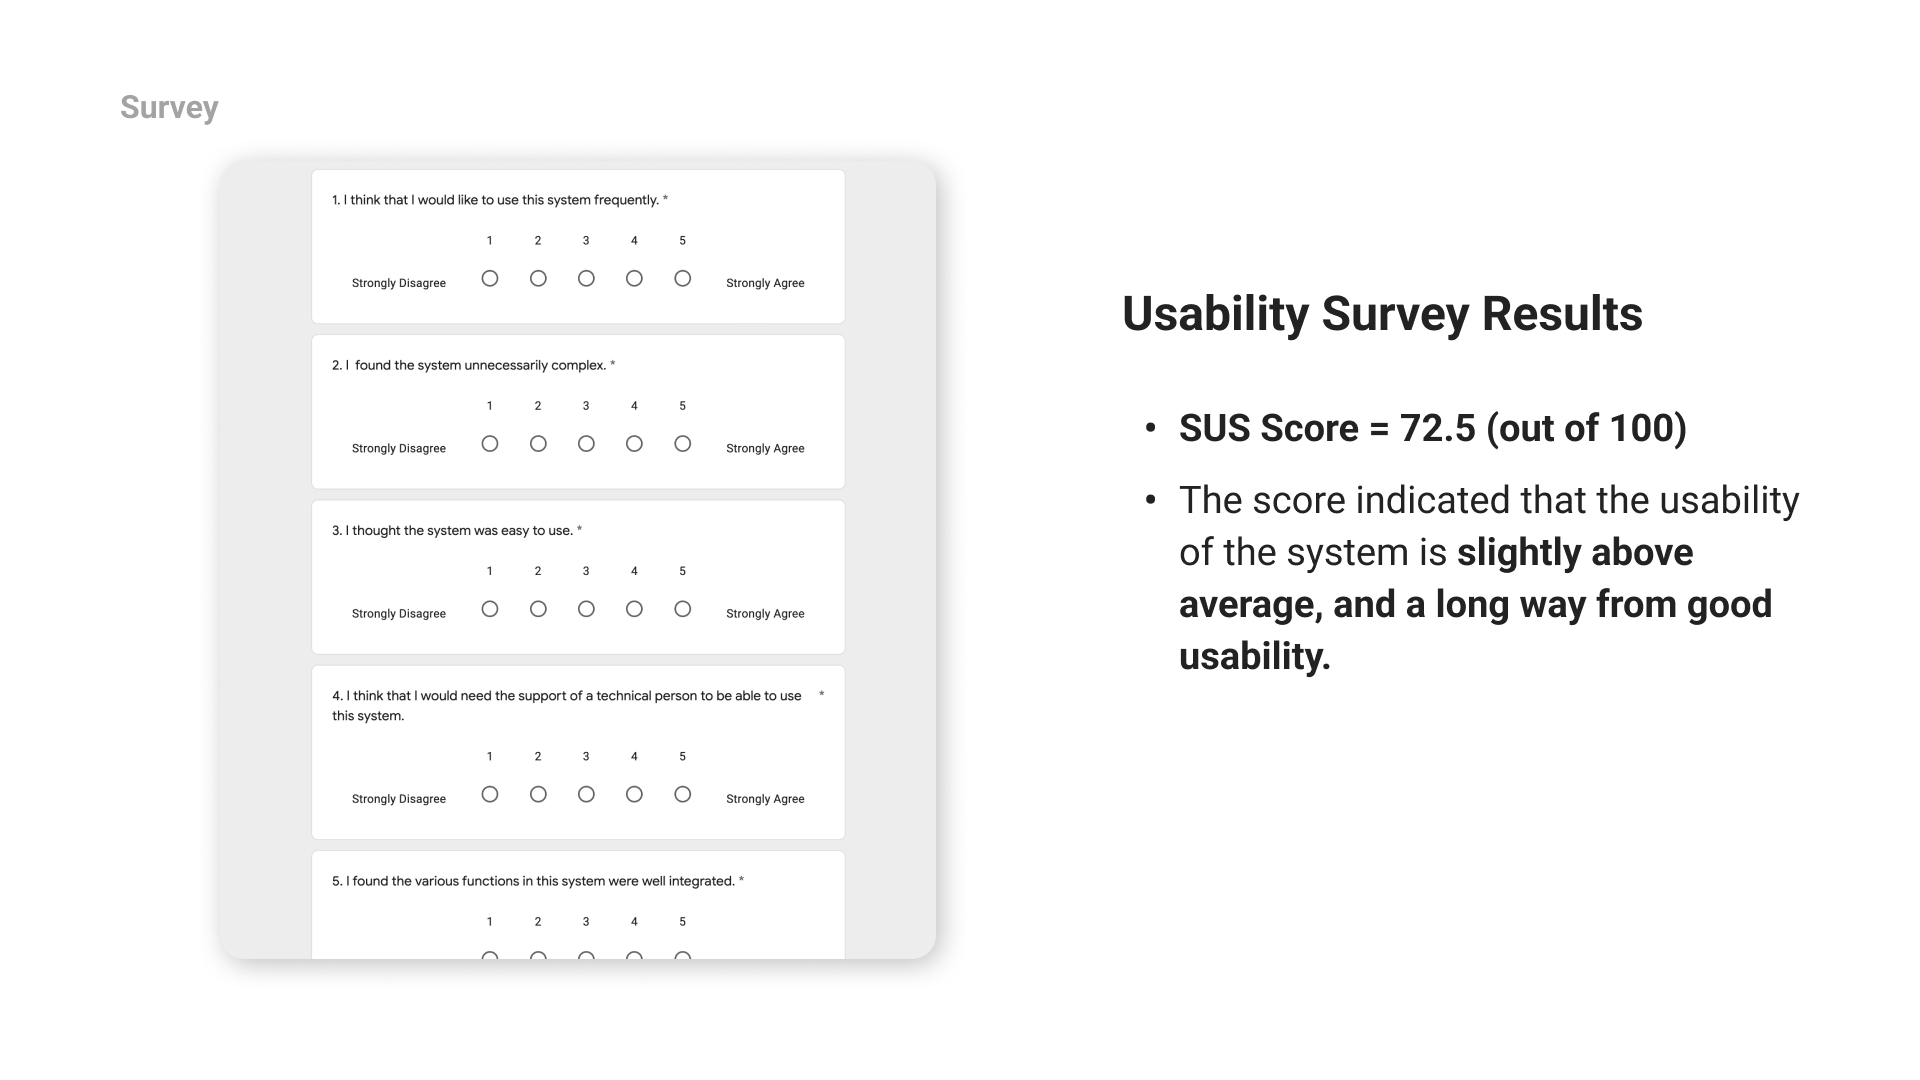 Survey
1. I think that I would like to use this system frequently. *
1 2 3 4 5
Strongly Disagree Strongly Agree
2. I  found the system unnecessarily complex. *
1 2 3 4 5
Strongly Disagree Strongly Agree
3. I thought the system was easy to use. *
1 2 3 4 5
Strongly Disagree Strongly Agree
4. I think that I would need the support of a technical person to be able to use *
this system.
1 2 3 4 5
Strongly Disagree Strongly Agree
5. I found the various functions in this system were well integrated. *
1 2 3 4 5
Usability Survey Results
• SUS Score = 72.5 (out of 100)
• The score indicated that the usability
of the system is slightly above
average, and a long way from good
usability.